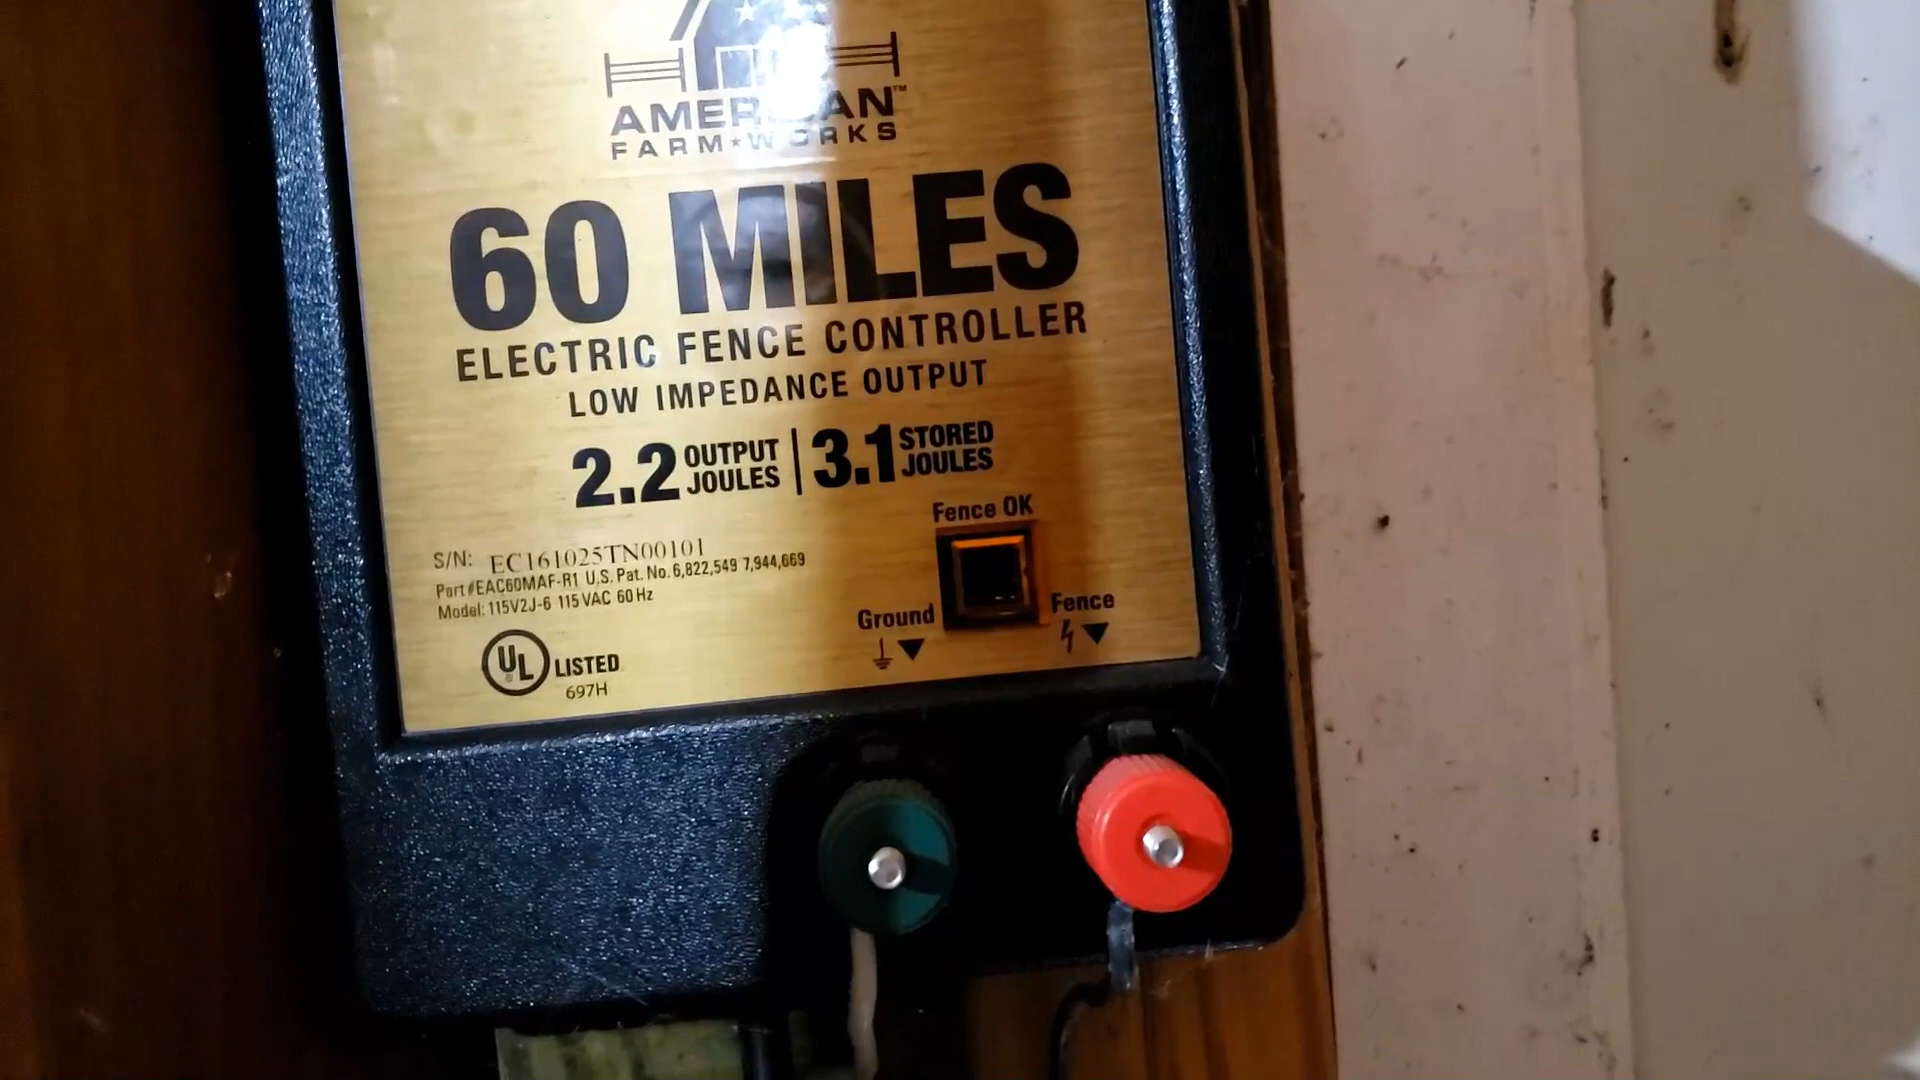 AMERICAN™
FARM★WORKS
60 MILES
ELECTRIC FENCE CONTROLLER
LOW IMPEDANCE OUTPUT
2.2 OUTPUT JOULES | 3.1 STORED JOULES
Fence OK
S/N: EC161025TN00101
Part #EAC60MAF-R1 U.S. Pat. No. 6,822,549 7,944,669
Model: 115V2J-6 115 VAC 60 Hz
Ground
Fence
UL LISTED
697H